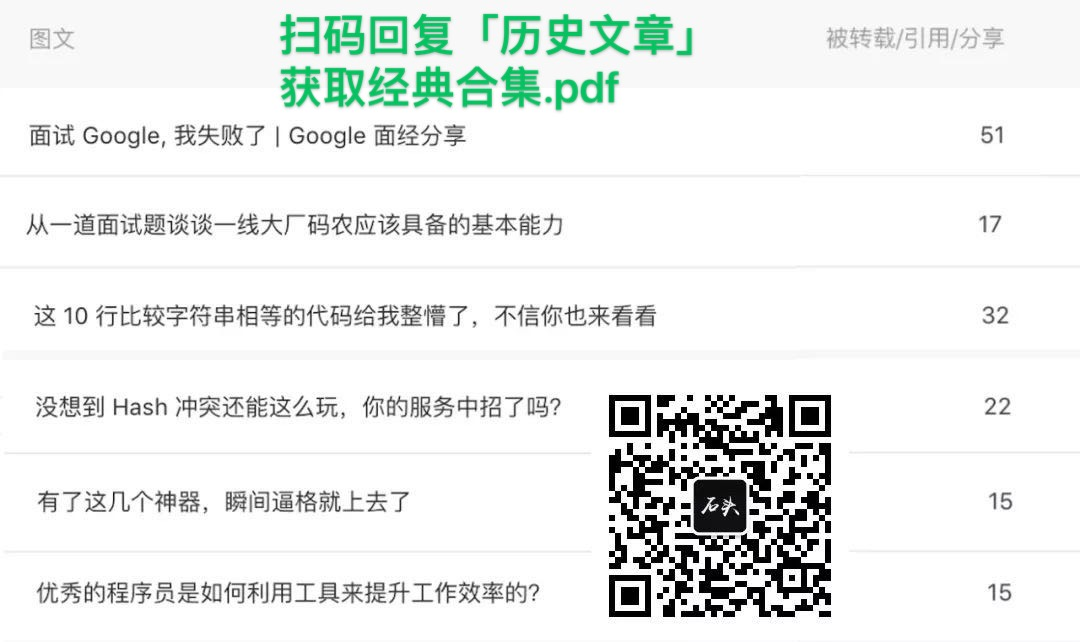 图文
扫码回复「历史文章」
被转载/引用/分享
获取经典合集.pdf
面试 Google, 我失败了 | Google 面经分享
51
从一道面试题谈谈一线大厂码农应该具备的基本能力
17
这 10 行比较字符串相等的代码给我整懵了，不信你也来看看
32
没想到 Hash 冲突还能这么玩，你的服务中招了吗?
22
有了这几个神器，瞬间逼格就上去了
15
石头
优秀的程序员是如何利用工具来提升工作效率的?
15